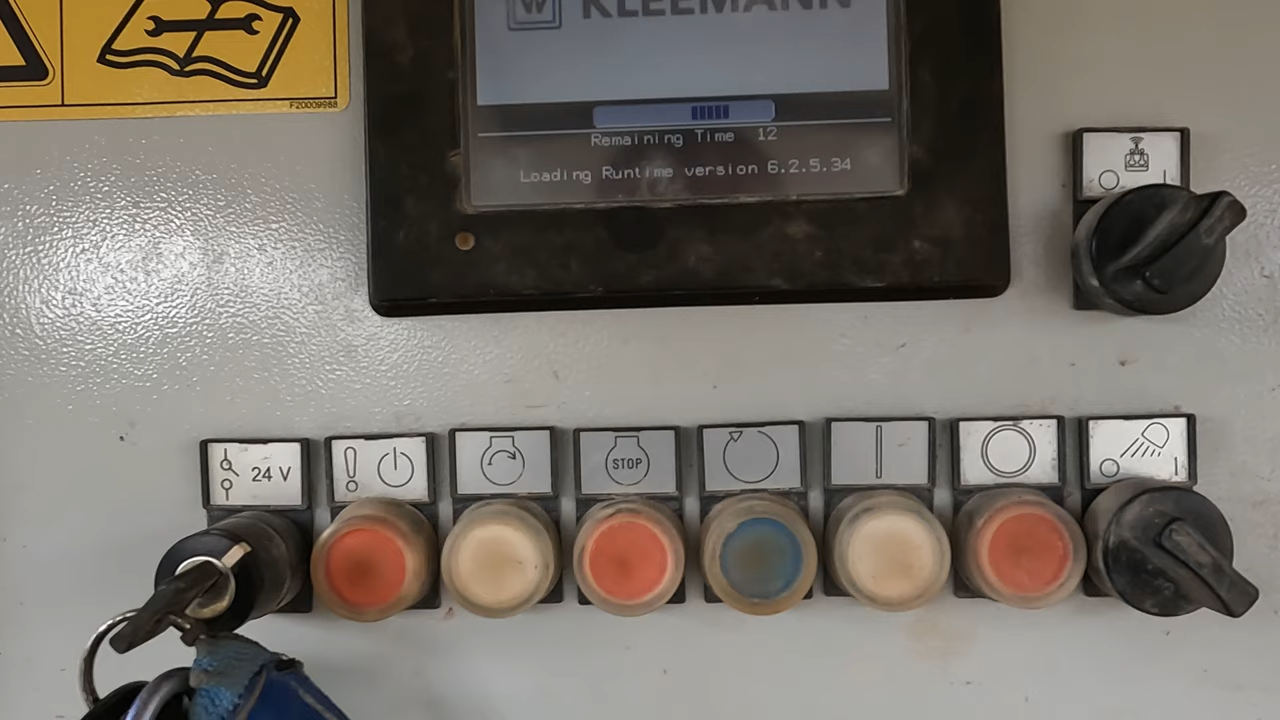 W KLEEMANN
F20009988
Remaining Time 12
Loading Runtime version 6.2.5.34
24 V
STOP